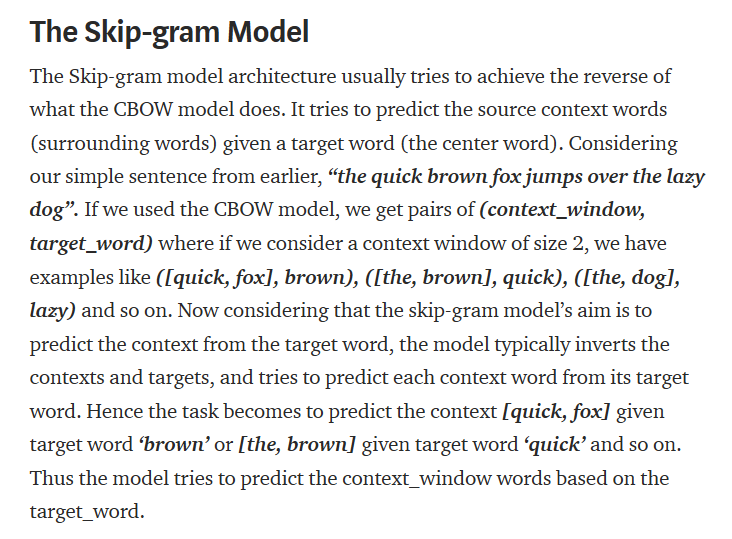 The Skip-gram Model
The Skip-gram model architecture usually tries to achieve the reverse of
what the CBOW model does. It tries to predict the source context words
(surrounding words) given a target word (the center word). Considering
our simple sentence from earlier, “the quick brown fox jumps over the lazy
dog”. If we used the CBOW model, we get pairs of (context_window,
target_word) where if we consider a context window of size 2, we have
examples like ([quick, fox], brown), ([the, brown], quick), ([the, dog],
lazy) and so on. Now considering that the skip-gram model’s aim is to
predict the context from the target word, the model typically inverts the
contexts and targets, and tries to predict each context word from its target
word. Hence the task becomes to predict the context [quick, fox] given
target word ‘brown’ or [the, brown] given target word ‘quick’ and so on.
Thus the model tries to predict the context_window words based on the
target_word.